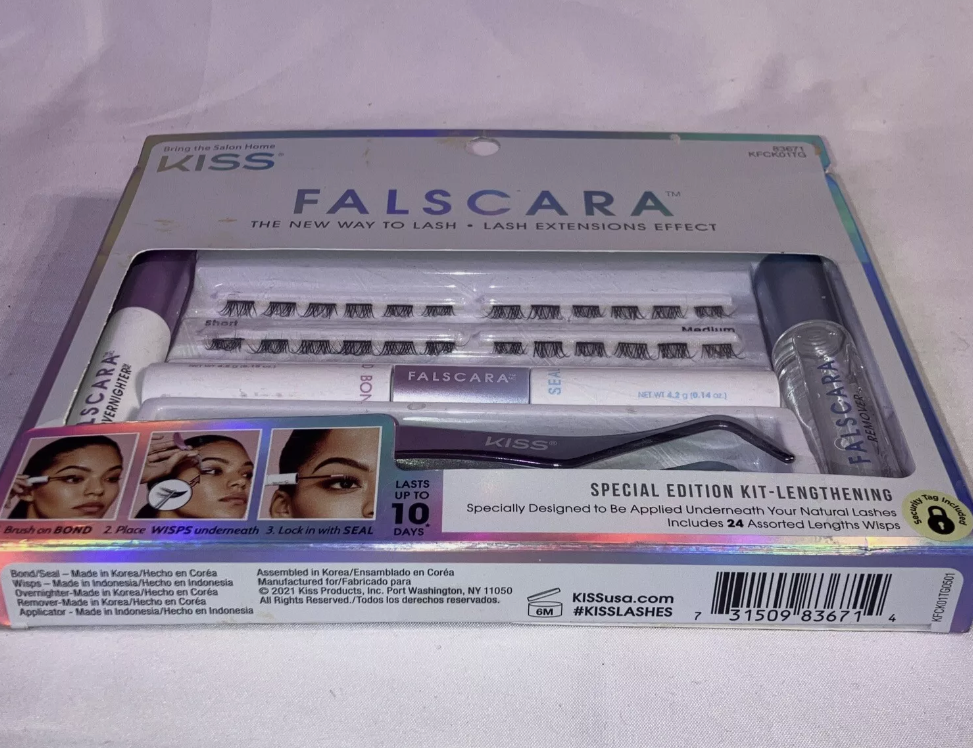 Bring the Salon Home
KISS®
83671
KFCK01TG
FALSCARA™
THE NEW WAY TO LASH • LASH EXTENSIONS EFFECT
Short
Medium
FALSCARA™
SEAL
NET WT 4.2 g (0.14 oz.)
FALSCARA
REMOVER
KISS®
LASTS
UP TO
10
DAYS*
Brush on BOND 2. Place WISPS underneath 3. Lock in with SEAL
SPECIAL EDITION KIT-LENGTHENING
Specially Designed to Be Applied Underneath Your Natural Lashes
Includes 24 Assorted Lengths Wisps
Security Tag Included
Bond/Seal – Made in Korea/Hecho en Coréa
Wisps – Made in Indonesia/Hecho en Indonesia
Overnighter-Made in Korea/Hecho en Corea
Remover-Made in Korea/Hecho en Corea
Applicator - Made in Indonesia/Hecho en Indonesia
Assembled in Korea/Ensamblado en Coréa
Manufactured for/Fabricado para
© 2021 Kiss Products, Inc. Port Washington, NY 11050
All Rights Reserved./Todos los derechos reservados.
6M
KISSusa.com
#KISSLASHES
7 31509 83671 4
KFCK01TG0501